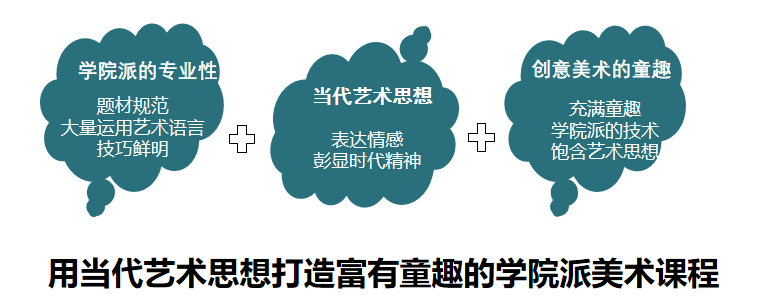 学院派的专业性
题材规范
大量运用艺术语言
技巧鲜明
当代艺术思想
表达情感
彭显时代精神
创意美术的童趣
充满童趣
学院派的技术
饱含艺术思想
用当代艺术思想打造富有童趣的学院派美术课程